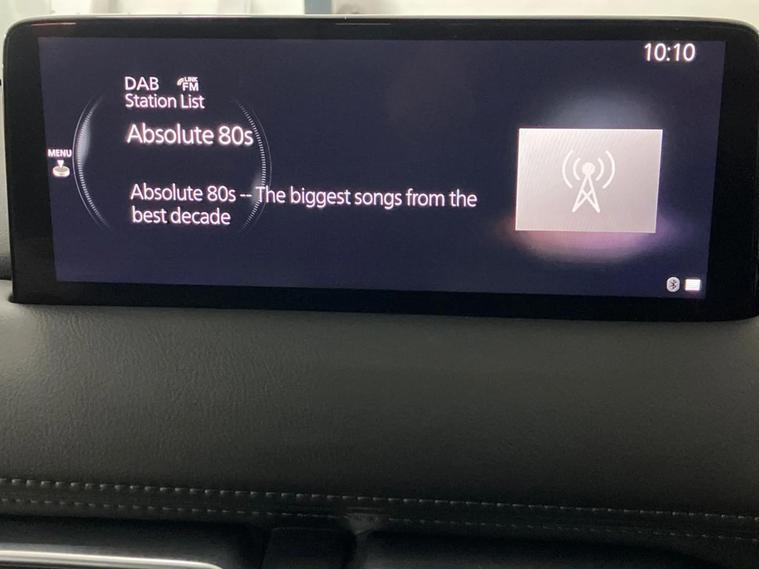 10:10
DAB LINK FM
Station List
Absolute 80s
MENU
Absolute 80s -- The biggest songs from the
best decade